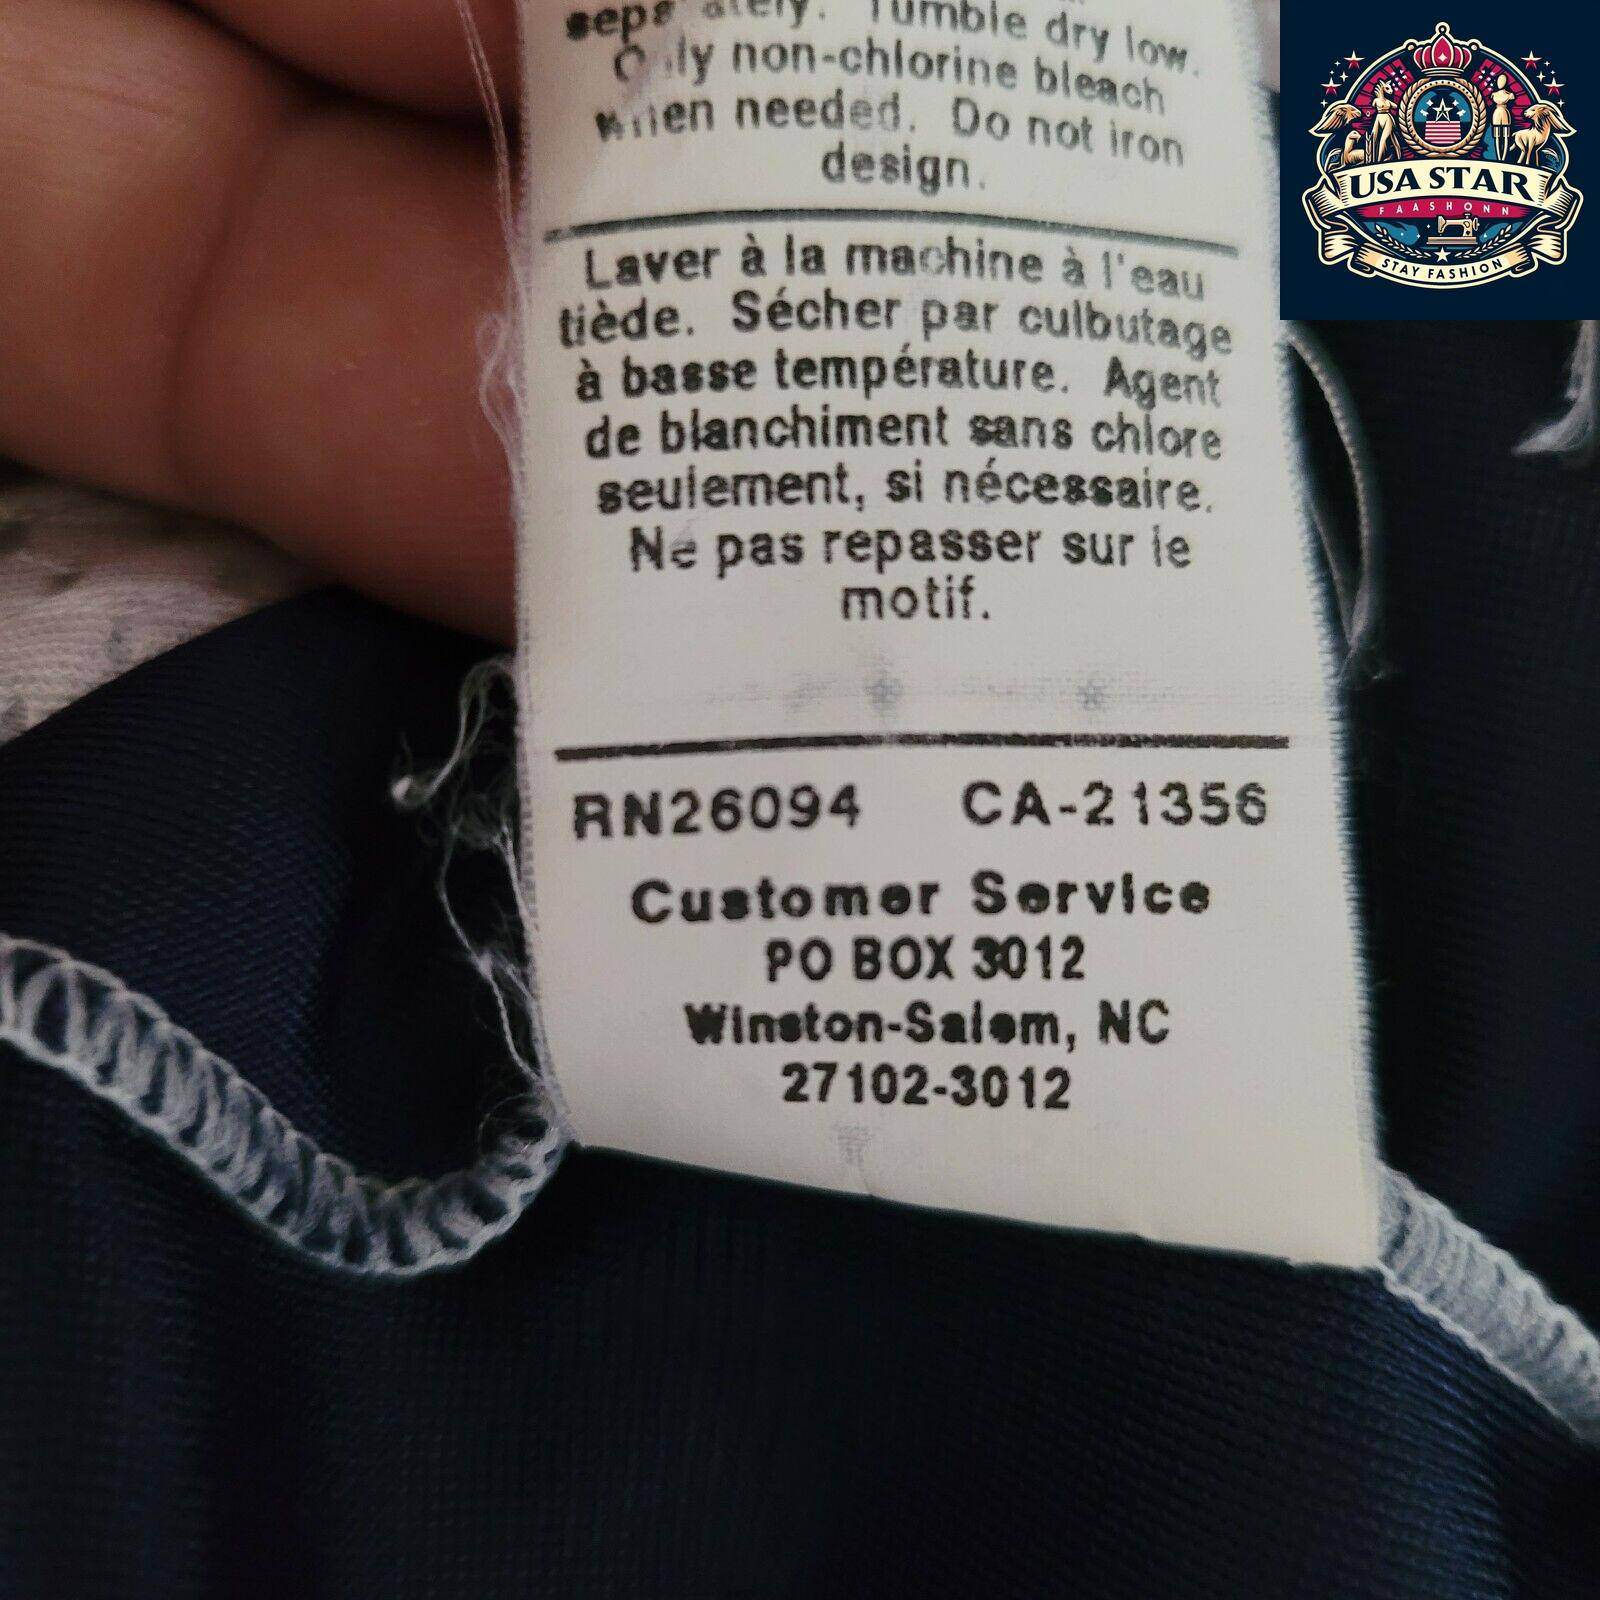 separately. Tumble dry low.
Only non-chlorine bleach
when needed. Do not iron
design.
Laver à la machine à l'eau
tiède. Sécher par culbutage
à basse température. Agent
de blanchiment sans chlore
seulement, si nécessaire.
Ne pas repasser sur le
motif.
RN26094 CA-21356
Customer Service
PO BOX 3012
Winston-Salem, NC
27102-3012
USA STAR
FAASHONN
STAY FASHION